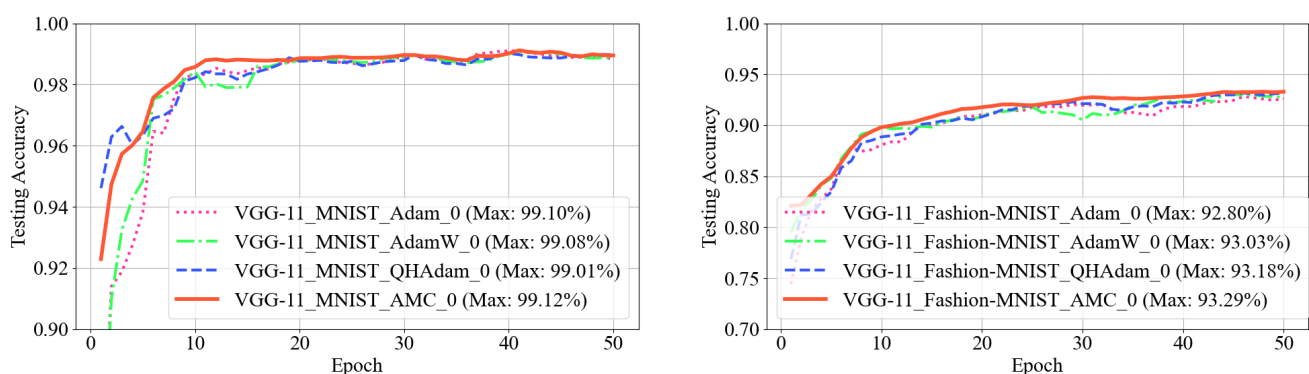 1.00
0.98
0.96
0.94
0.92
0.90
Testing Accuracy
VGG-11_MNIST_Adam_0 (Max: 99.10%)
VGG-11_MNIST_AdamW_0 (Max: 99.08%)
VGG-11_MNIST_QHAdam_0 (Max: 99.01%)
VGG-11_MNIST_AMC_0 (Max: 99.12%)
0 10 20 30 40 50
Epoch
1.00
0.95
0.90
0.85
0.80
0.75
0.70
Testing Accuracy
VGG-11_Fashion-MNIST_Adam_0 (Max: 92.80%)
VGG-11_Fashion-MNIST_AdamW_0 (Max: 93.03%)
VGG-11_Fashion-MNIST_QHAdam_0 (Max: 93.18%)
VGG-11_Fashion-MNIST_AMC_0 (Max: 93.29%)
0 10 20 30 40 50
Epoch